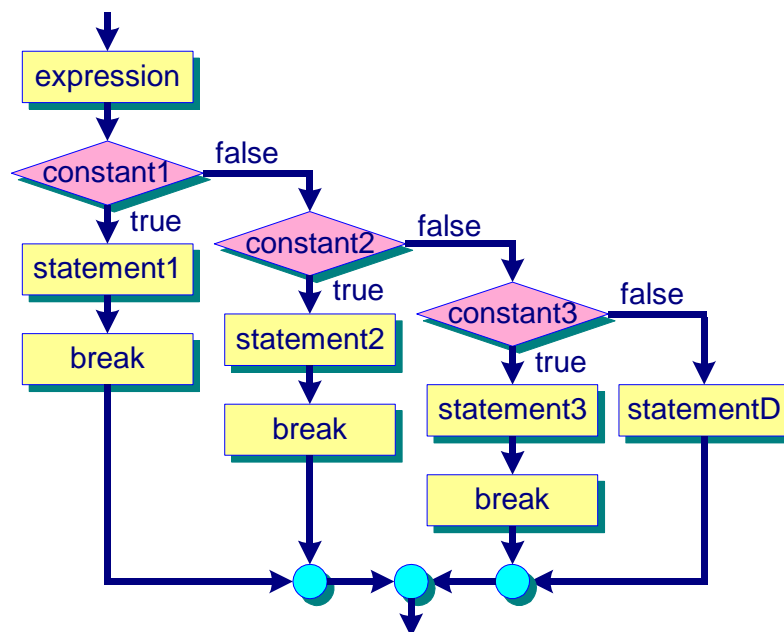 expression
constant1
false
true
statement1
break
constant2
false
true
statement2
break
constant3
false
true
statement3
break
statementD